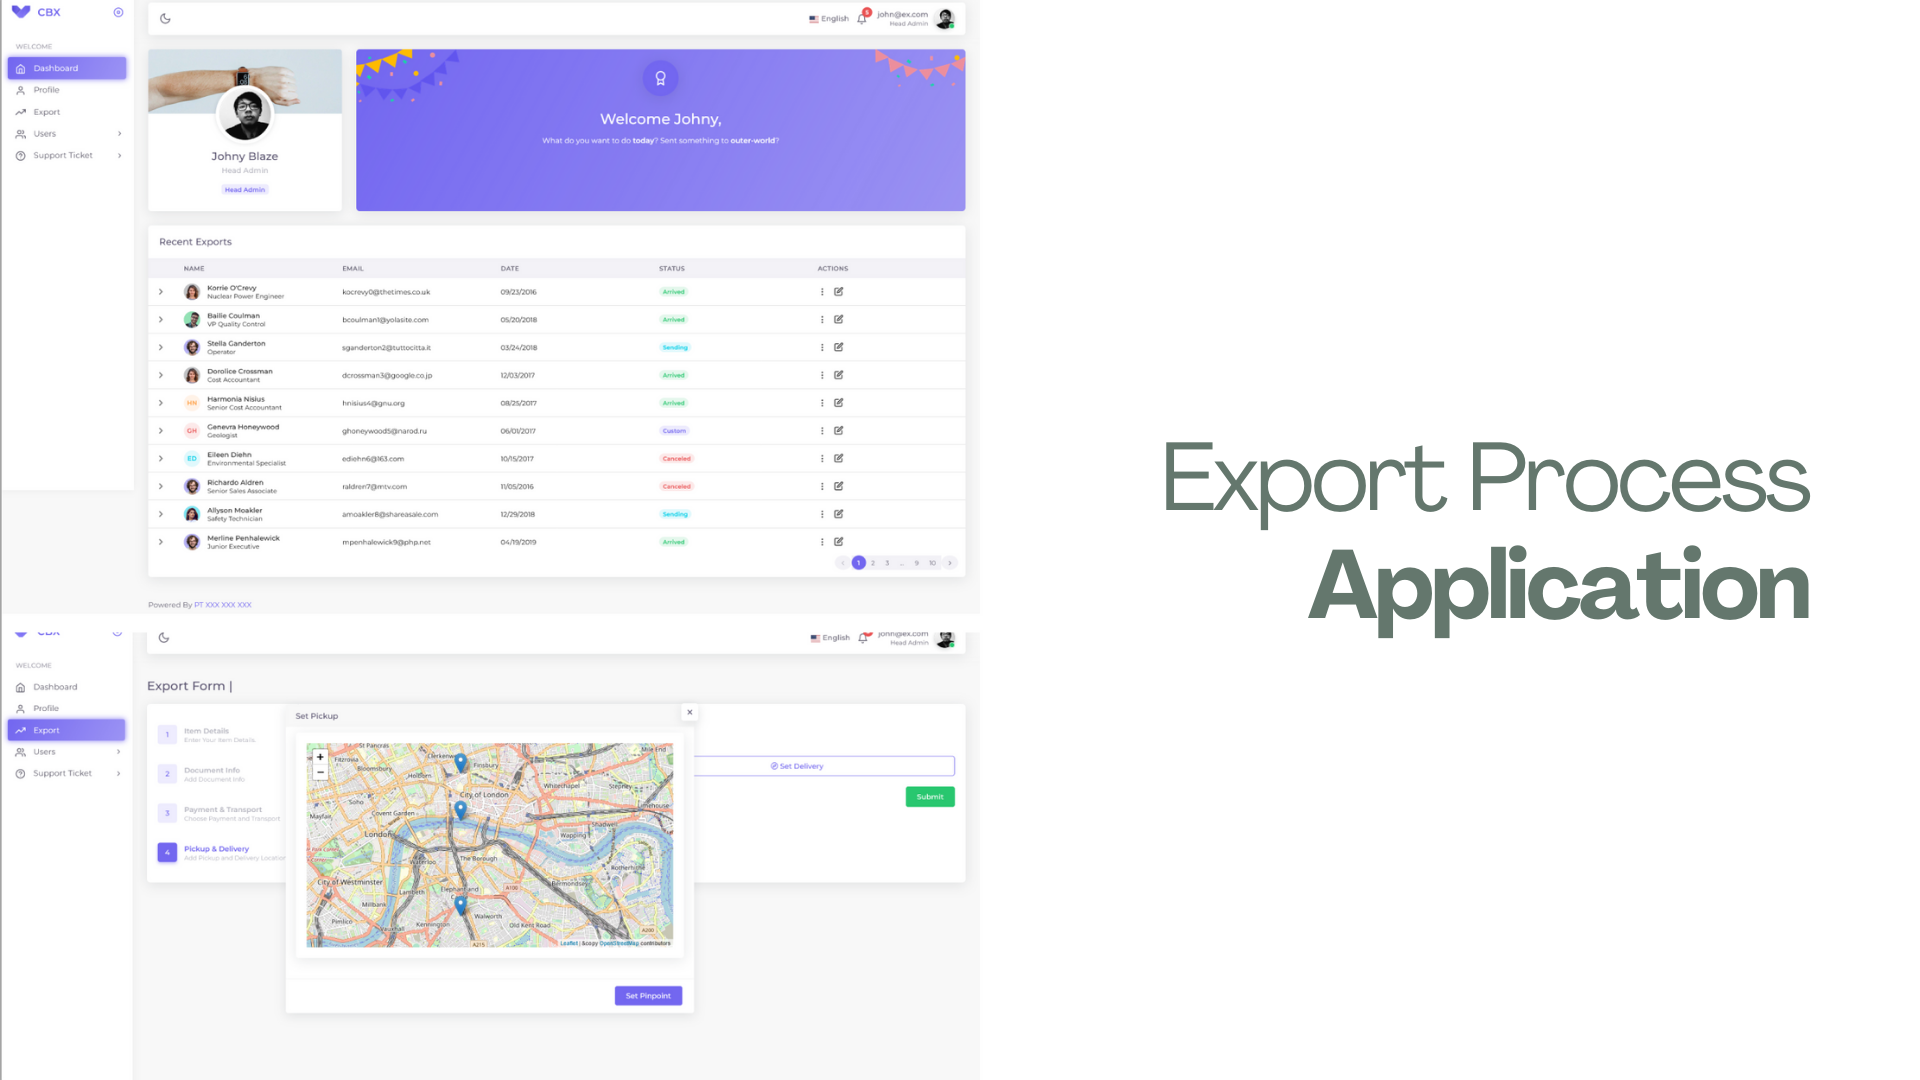 CBX
English
5
john@ex.com
Head Admin
WELCOME
Dashboard
Profile
Export
Users
Support Ticket
Johny Blaze
Head Admin
Head Admin
Welcome Johny,
What do you want to do today? Sent something to outer-world?
Recent Exports
NAME EMAIL DATE STATUS ACTIONS
Korrie O'Crevy
Nuclear Power Engineer
kocrevy0@thetimes.co.uk 09/23/2016 Arrived
Bailie Coulman
VP Quality Control
bcoulman1@yolasite.com 05/20/2018 Arrived
Stella Ganderton
Operator
sganderton2@tuttocitta.it 03/24/2018 Sending
Dorolice Crossman
Cost Accountant
dcrossman3@google.co.jp 12/03/2017 Arrived
HN
Harmonia Nisius
Senior Cost Accountant
hnisius4@gnu.org 08/25/2017 Arrived
GH
Genevra Honeywood
Geologist
ghoneywood5@narod.ru 06/01/2017 Custom
ED
Eileen Diehn
Environmental Specialist
ediehn6@163.com 10/15/2017 Canceled
Richardo Aldren
Senior Sales Associate
raldren7@mtv.com 11/05/2016 Canceled
Allyson Moakler
Safety Technician
amoakler8@shareasale.com 12/29/2018 Sending
Merline Penhalewick
Junior Executive
mpenhalewick9@php.net 04/19/2019 Arrived
1 2 3 ... 9 10
Powered By PT XXX XXX XXX
CBX
English
john@ex.com
Head Admin
WELCOME
Dashboard
Profile
Export
Users
Support Ticket
Export Form |
1
Item Details
Enter Your Item Details.
2
Document Info
Add Document Info
3
Payment & Transport
Choose Payment and Transport
4
Pickup & Delivery
Add Pickup and Delivery Location
Set Pickup
×
+
−
St Pancras
Mile End
Fitzrovia
Clerkenwell
Finsbury
Bloomsbury
Holborn
Whitechapel
Stepney
Soho
City of London
Limehouse
Mayfair
Covent Garden
Shadwell
London
Wapping
Waterloo
The Borough
Rotherhithe
City of Westminster
Lambeth
Elephant and
A100
Bermondsey
Millbank
Pimlico
Walworth
Vauxhall
Kennington
Old Kent Road
A200
A215
Leaflet | &copy OpenStreetMap contributors
Set Pinpoint
Set Delivery
Submit
Export Process
Application